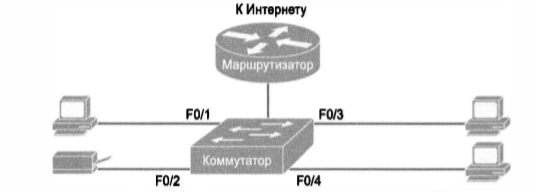 К Интернету
Маршрутизатор
F0/1
F0/3
Коммутатор
F0/2
F0/4